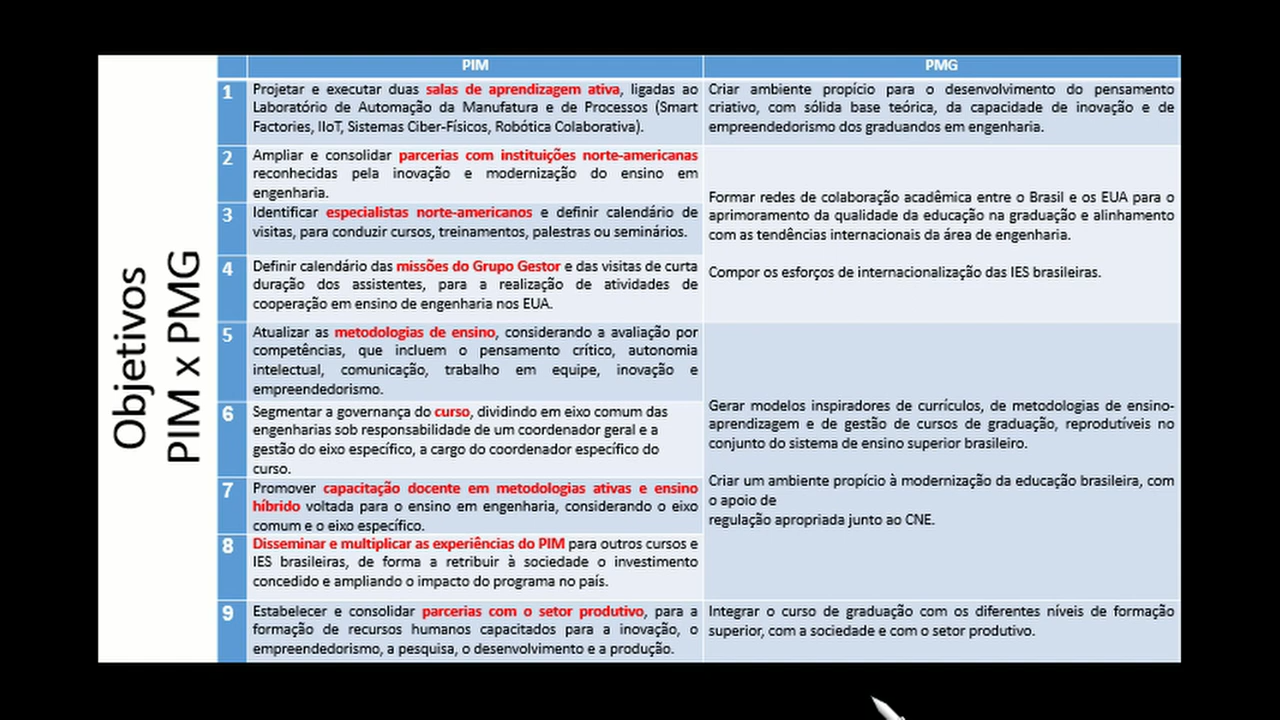 Objetivos
PIM x PMG
PIM
PMG
1
Projetar e executar duas salas de aprendizagem ativa, ligadas ao
Laboratório de Automação da Manufatura e de Processos (Smart
Factories, IIoT, Sistemas Ciber-Físicos, Robótica Colaborativa).
Criar ambiente propício para o desenvolvimento do pensamento
criativo, com sólida base teórica, da capacidade de inovação e de
empreendedorismo dos graduandos em engenharia.
2
Ampliar e consolidar parcerias com instituições norte-americanas
reconhecidas pela inovação e modernização do ensino em
engenharia.
3
Identificar especialistas norte-americanos e definir calendário de
visitas, para conduzir cursos, treinamentos, palestras ou seminários.
4
Definir calendário das missões do Grupo Gestor e das visitas de curta
duração dos assistentes, para a realização de atividades de
cooperação em ensino de engenharia nos EUA.
Formar redes de colaboração acadêmica entre o Brasil e os EUA para o
aprimoramento da qualidade da educação na graduação e alinhamento
com as tendências internacionais da área de engenharia.
Compor os esforços de internacionalização das IES brasileiras.
5
Atualizar as metodologias de ensino, considerando a avaliação por
competências, que incluem o pensamento crítico, autonomia
intelectual, comunicação, trabalho em equipe, inovação e
empreendedorismo.
6
Segmentar a governança do curso, dividindo em eixo comum das
engenharias sob responsabilidade de um coordenador geral e a
gestão do eixo específico, a cargo do coordenador específico do
curso.
7
Promover capacitação docente em metodologias ativas e ensino
híbrido voltada para o ensino em engenharia, considerando o eixo
comum e o eixo específico.
8
Disseminar e multiplicar as experiências do PIM para outros cursos e
IES brasileiras, de forma a retribuir à sociedade o investimento
concedido e ampliando o impacto do programa no país.
Gerar modelos inspiradores de currículos, de metodologias de ensino-
aprendizagem e de gestão de cursos de graduação, reprodutíveis no
conjunto do sistema de ensino superior brasileiro.
Criar um ambiente propício à modernização da educação brasileira, com
o apoio de
regulação apropriada junto ao CNE.
9
Estabelecer e consolidar parcerias com o setor produtivo, para a
formação de recursos humanos capacitados para a inovação, o
empreendedorismo, a pesquisa, o desenvolvimento e a produção.
Integrar o curso de graduação com os diferentes níveis de formação
superior, com a sociedade e com o setor produtivo.